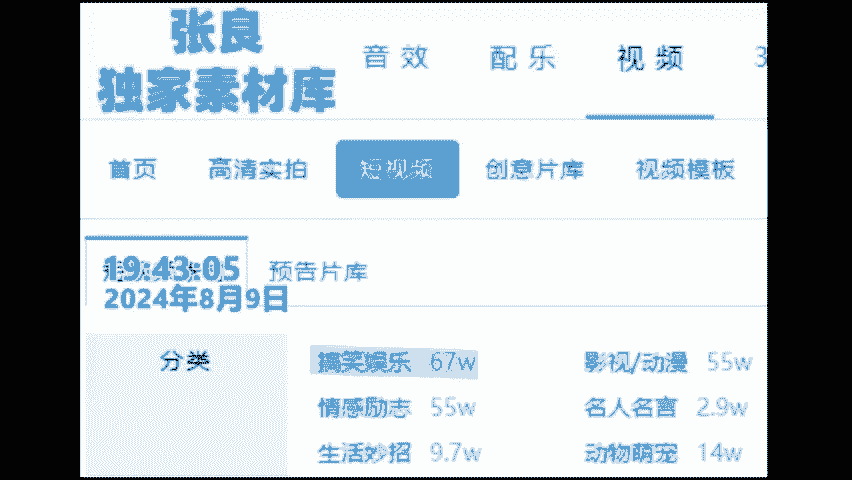 张良
独家素材库
音效 配乐 视频 3
首页 高清实拍 短视频 创意片库 视频模板
19:43:05 预告片库
2024年8月9日
分类 搞笑娱乐 67w 影视/动漫 55w
情感励志 55w 名人名言 2.9w
生活妙招 9.7w 动物萌宠 14w